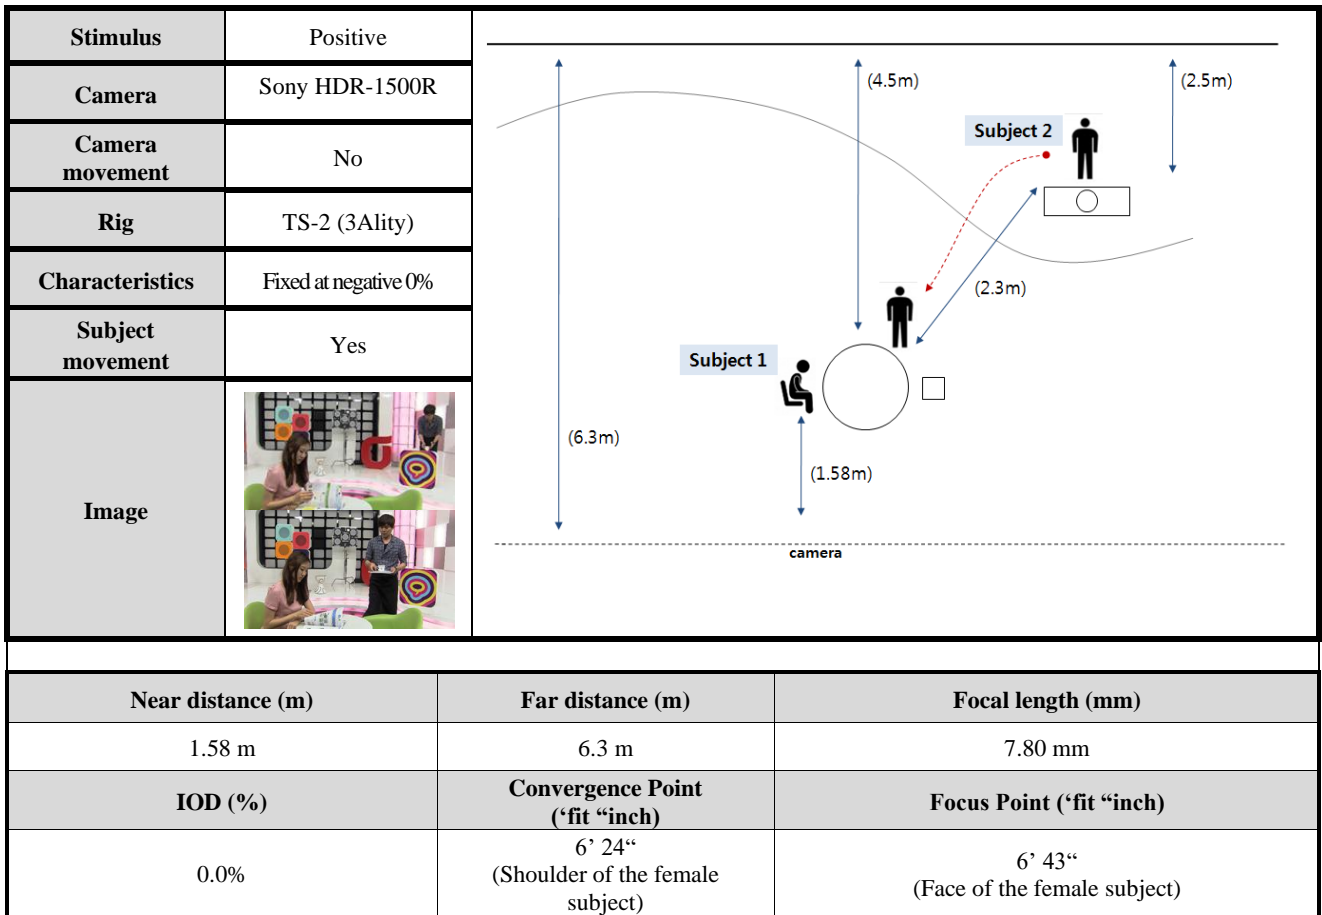 Stimulus
Positive
Camera
Sony HDR-1500R
Camera
movement
No
Rig
TS-2 (3Ality)
Characteristics
Fixed at negative 0%
Subject
movement
Yes
Image
(4.5m)
(2.5m)
Subject 2
(2.3m)
Subject 1
(6.3m)
(1.58m)
camera
Near distance (m)
Far distance (m)
Focal length (mm)
1.58 m
6.3 m
7.80 mm
IOD (%)
Convergence Point
(‘fit “inch)
Focus Point (‘fit “inch)
0.0%
6’ 24“
(Shoulder of the female
subject)
6’ 43“
(Face of the female subject)